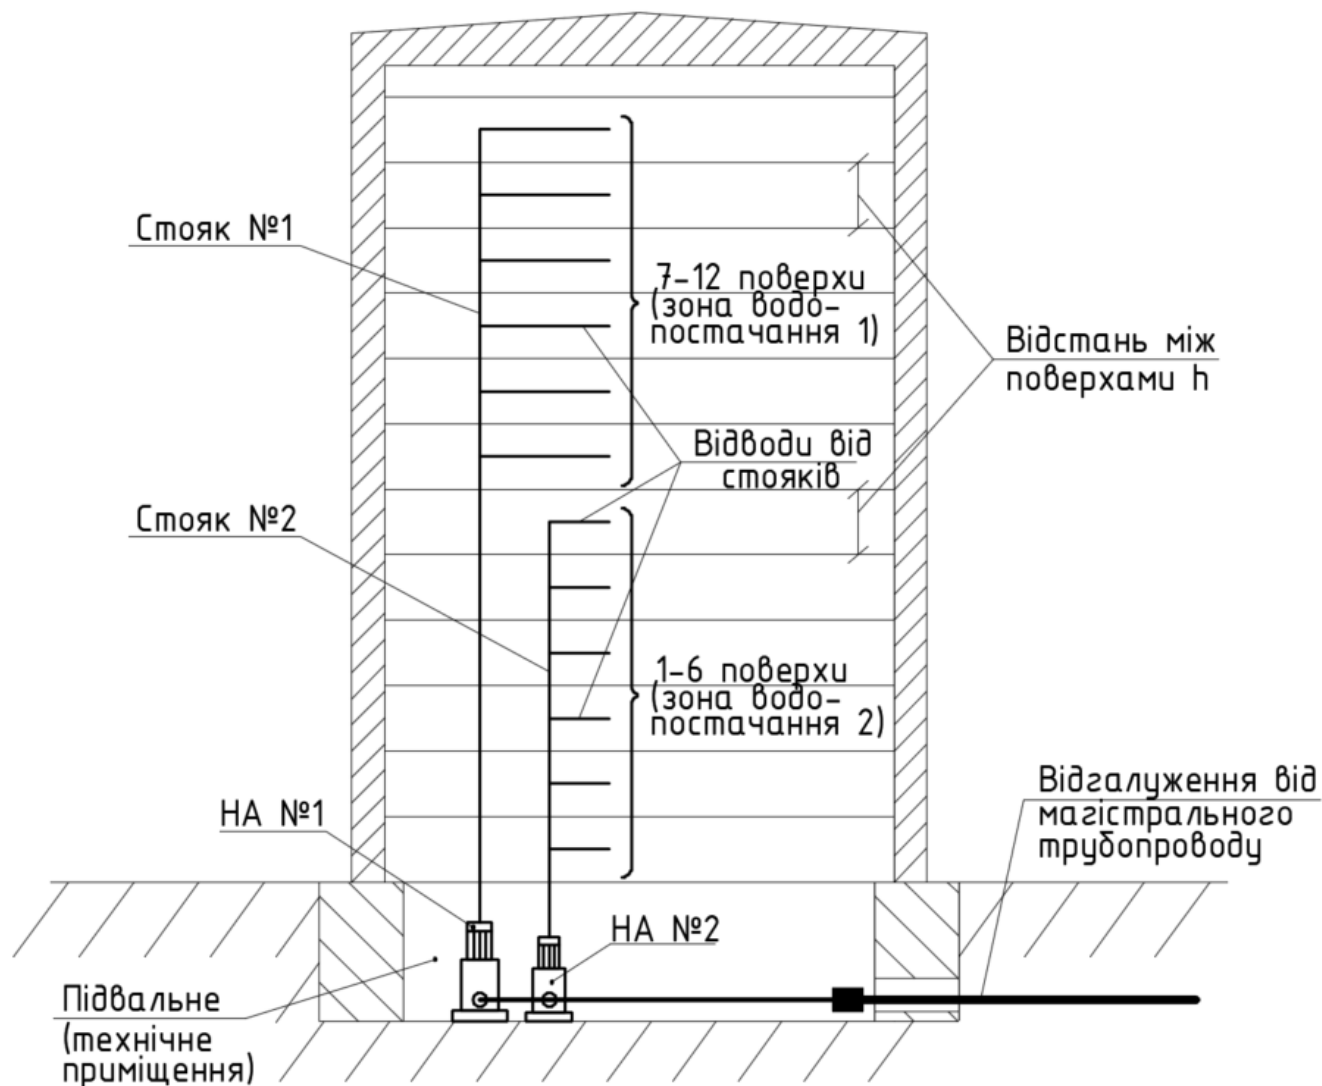 Стояк №1
7-12 поверхи
(зона водо-
постачання 1)
Відстань між
поверхами h
Відводи від
стояків
Стояк №2
1-6 поверхи
(зона водо-
постачання 2)
Відгалуження від
магістрального
трубопроводу
НА №1
НА №2
Підвальне
(технічне
приміщення)